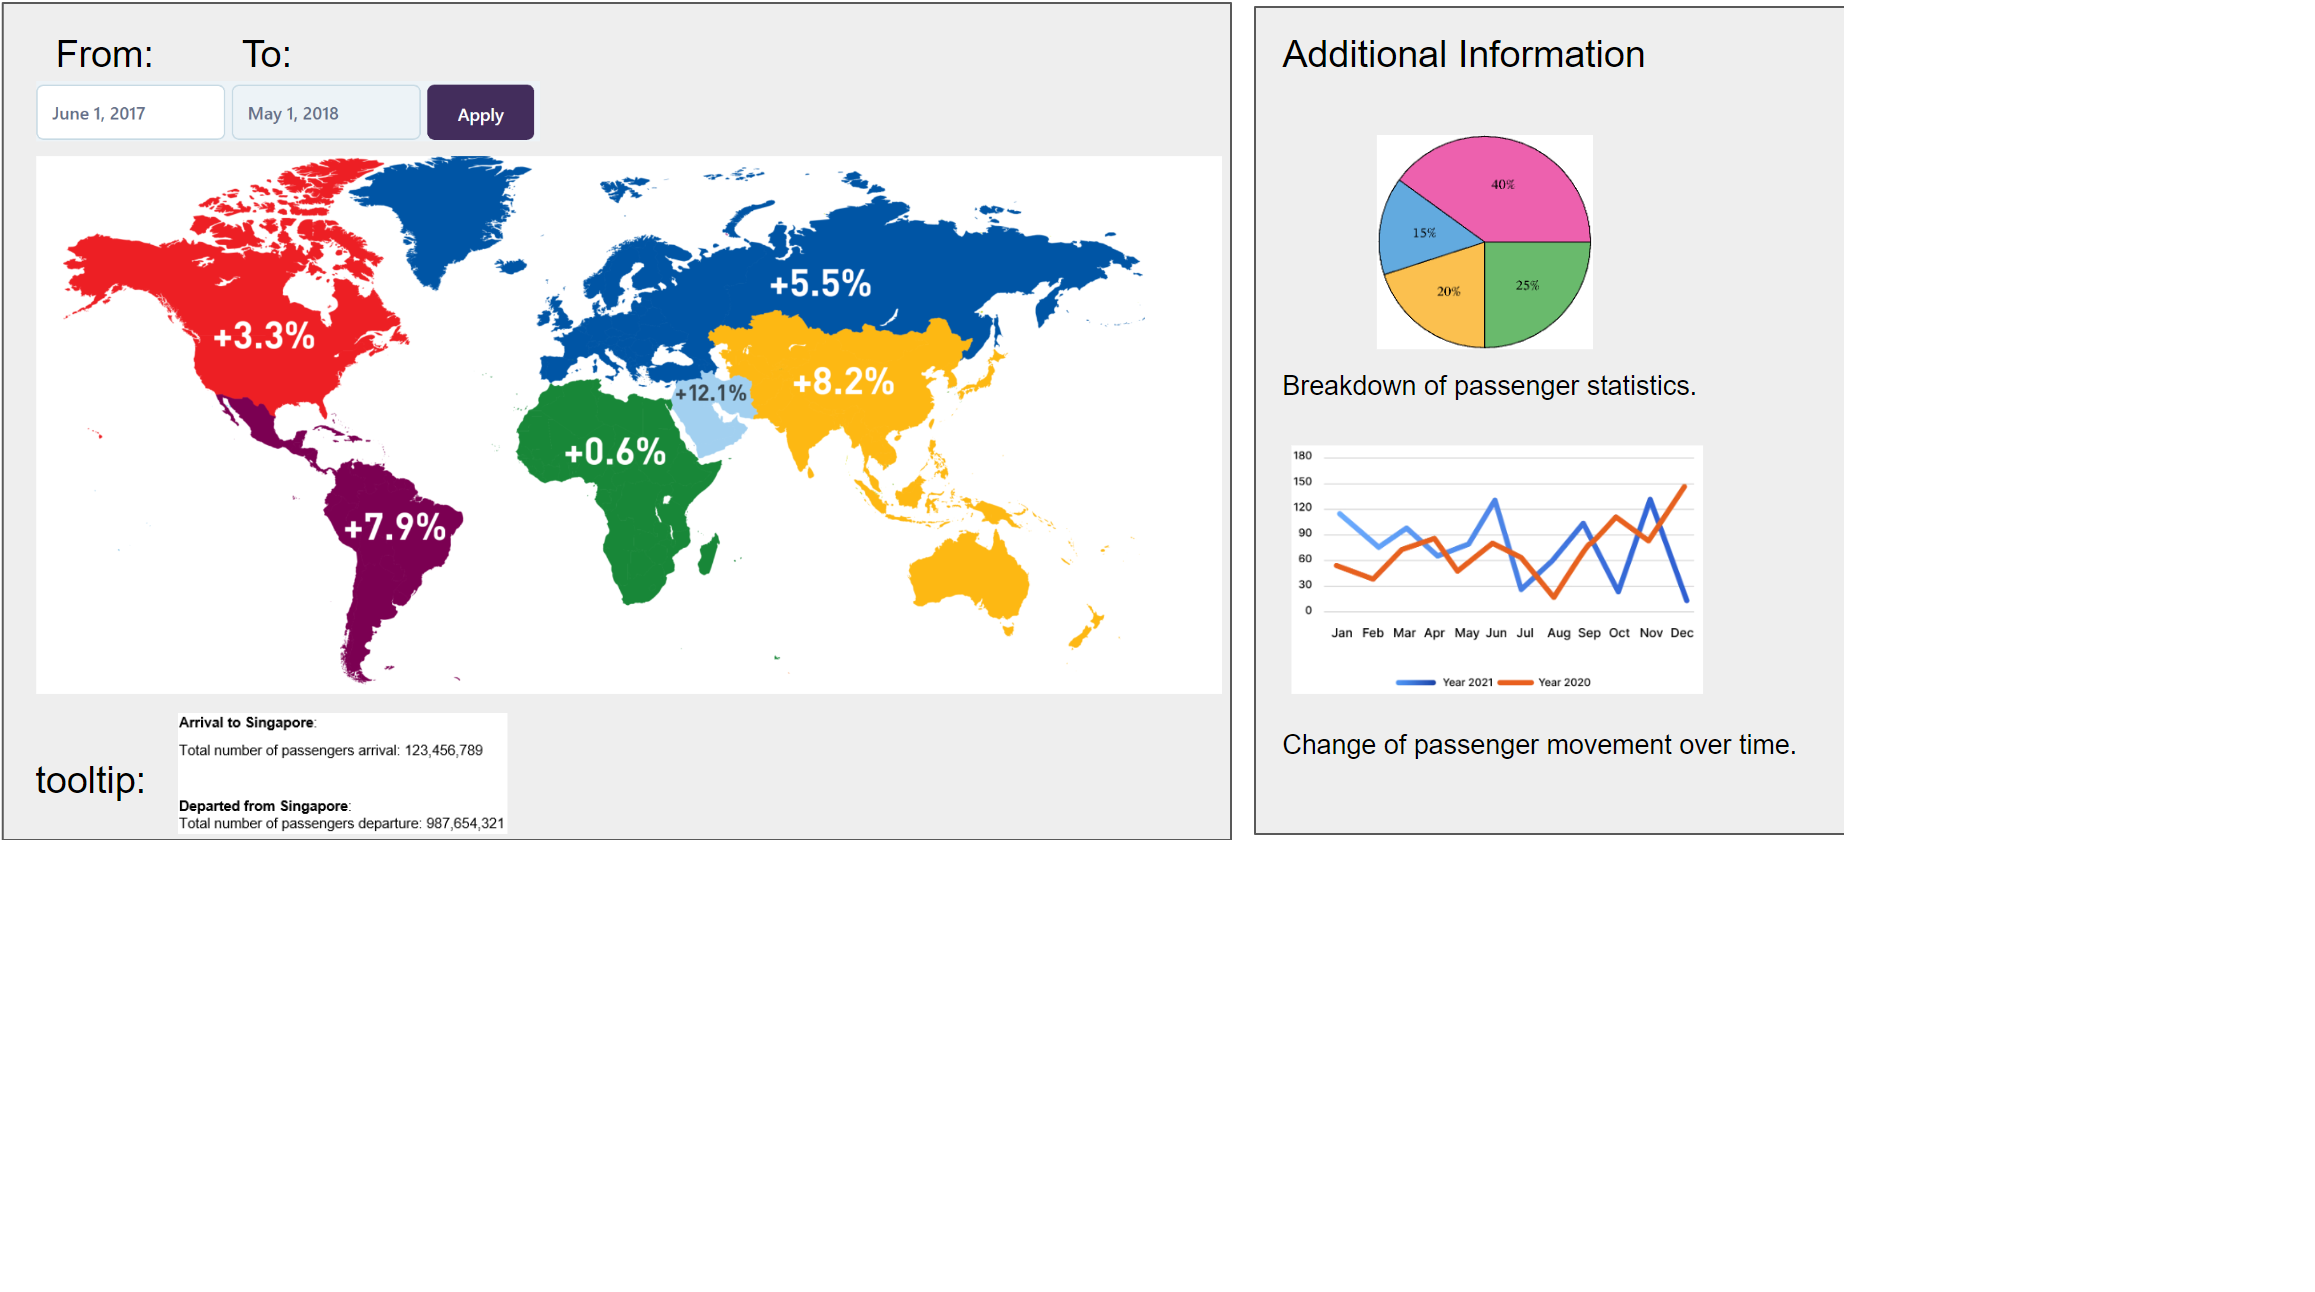 From: To:
June 1, 2017 May 1, 2018 Apply
+5.5%
+3.3%
+8.2%
+12.1%
+0.6%
+7.9%
tooltip:
Arrival to Singapore:
Total number of passengers arrival: 123,456,789
Departed from Singapore:
Total number of passengers departure: 987,654,321
Additional Information
40%
15%
20%
25%
Breakdown of passenger statistics.
180
150
120
90
60
30
0
Jan Feb Mar Apr May Jun Jul Aug Sep Oct Nov Dec
Year 2021 Year 2020
Change of passenger movement over time.